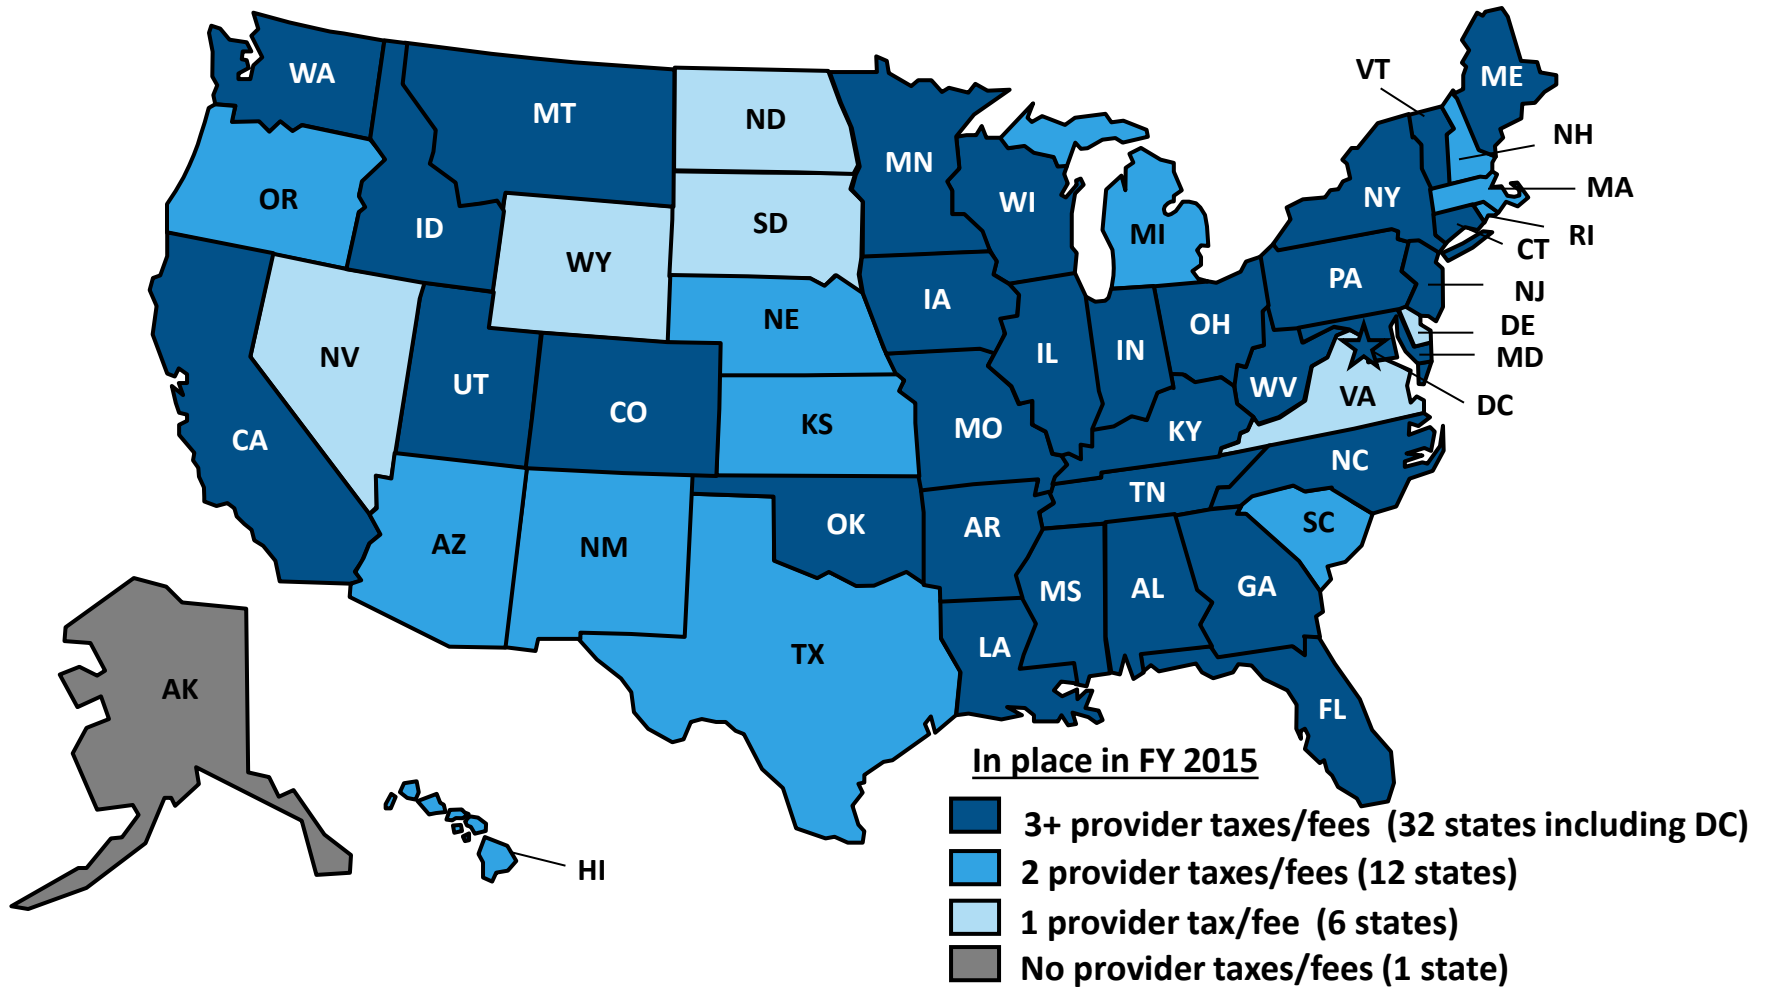 WA
MT
ND
MN
VT
ME
NH
OR
ID
SD
WI
NY
MA
WY
MI
RI
CT
NE
IA
PA
NJ
NV
UT
CO
IL
IN
OH
DE
MD
CA
KS
MO
KY
WV
VA
DC
NC
TN
AZ
NM
OK
AR
SC
MS
AL
GA
TX
LA
AK
FL
HI
In place in FY 2015
3+ provider taxes/fees (32 states including DC)
2 provider taxes/fees (12 states)
1 provider tax/fee (6 states)
No provider taxes/fees (1 state)